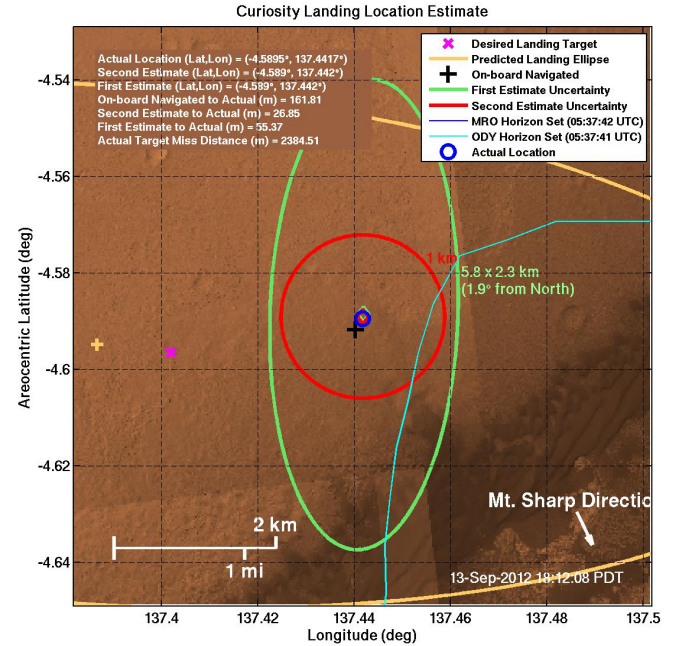 Curiosity Landing Location Estimate
Actual Location (Lat,Lon) = (-4.5895°, 137.4417°)
Second Estimate (Lat,Lon) = (-4.589°, 137.442°)
First Estimate (Lat,Lon) = (-4.589°, 137.442°)
On-board Navigated to Actual (m) = 161.81
Second Estimate to Actual (m) = 26.85
First Estimate to Actual (m) = 55.37
Actual Target Miss Distance (m) = 2384.51
Desired Landing Target
Predicted Landing Ellipse
On-board Navigated
First Estimate Uncertainty
Second Estimate Uncertainty
MRO Horizon Set (05:37:42 UTC)
ODY Horizon Set (05:37:41 UTC)
Actual Location
-4.54
-4.56
-4.58
-4.6
-4.62
-4.64
Areocentric Latitude (deg)
1 km
5.8 x 2.3 km
(1.9° from North)
Mt. Sharp Directio
2 km
1 mi
13-Sep-2012 18:12:08 PDT
137.4
137.42
137.44
137.46
137.48
137.5
Longitude (deg)